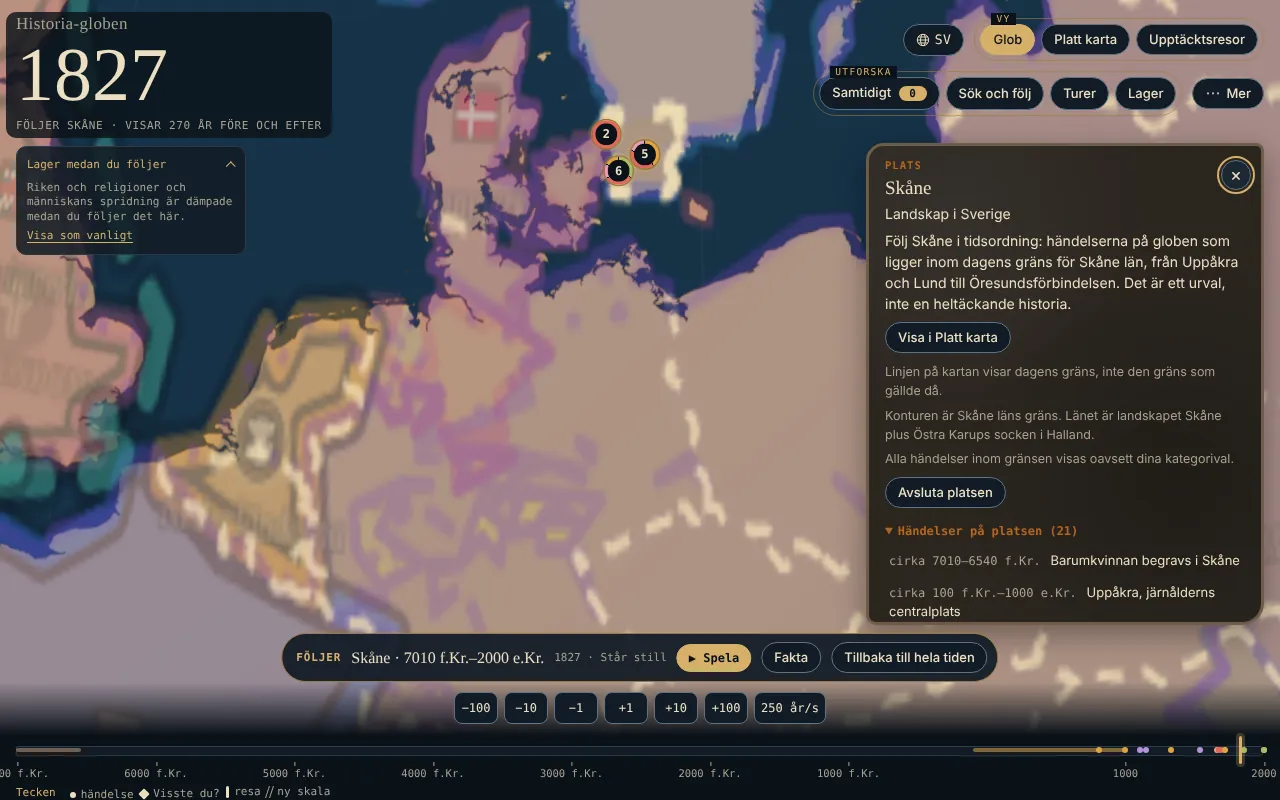 Historia-globen
1827
FÖLJER SKÅNE · VISAR 270 ÅR FÖRE OCH EFTER
Lager medan du följer
Riken och religioner och
människans spridning är dämpade
medan du följer det här.
Visa som vanligt
SV
VY
Glob
Platt karta
Upptäcktsresor
UTFORSKA
Samtidigt 0
Sök och följ
Turer
Lager
··· Mer
2
5
6
PLATS
Skåne
×
Landskap i Sverige
Följ Skåne i tidsordning: händelserna på globen som
ligger inom dagens gräns för Skåne län, från Uppåkra
och Lund till Öresundsförbindelsen. Det är ett urval,
inte en heltäckande historia.
Visa i Platt karta
Linjen på kartan visar dagens gräns, inte den gräns som
gällde då.
Konturen är Skåne läns gräns. Länet är landskapet Skåne
plus Östra Karups socken i Halland.
Alla händelser inom gränsen visas oavsett dina kategorival.
Avsluta platsen
▼ Händelser på platsen (21)
cirka 7010–6540 f.Kr. Barumkvinnan begravs i Skåne
cirka 100 f.Kr.–1000 e.Kr. Uppåkra, järnålderns
centralplats
FÖLJER Skåne · 7010 f.Kr.–2000 e.Kr. 1827 · Står still ▶ Spela Fakta Tillbaka till hela tiden
−100 −10 −1 +1 +10 +100 250 år/s
00 f.Kr. 6000 f.Kr. 5000 f.Kr. 4000 f.Kr. 3000 f.Kr. 2000 f.Kr. 1000 f.Kr. 1000 2000
Tecken ● händelse ◆ Visste du? resa // ny skala